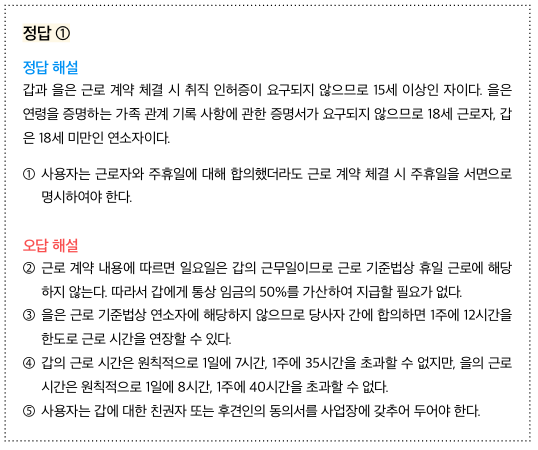 정답 ①
정답 해설
갑과 을은 근로 계약 체결 시 취직 인허증이 요구되지 않으므로 15세 이상인 자이다. 을은
연령을 증명하는 가족 관계 기록 사항에 관한 증명서가 요구되지 않으므로 18세 근로자, 갑
은 18세 미만인 연소자이다.
① 사용자는 근로자와 주휴일에 대해 합의했더라도 근로 계약 체결 시 주휴일을 서면으로
명시하여야 한다.
오답 해설
② 근로 계약 내용에 따르면 일요일은 갑의 근무일이므로 근로 기준법상 휴일 근로에 해당
하지 않는다. 따라서 갑에게 통상 임금의 50%를 가산하여 지급할 필요가 없다.
③ 을은 근로 기준법상 연소자에 해당하지 않으므로 당사자 간에 합의하면 1주에 12시간을
한도로 근로 시간을 연장할 수 있다.
④ 갑의 근로 시간은 원칙적으로 1일에 7시간, 1주에 35시간을 초과할 수 없지만, 을의 근로
시간은 원칙적으로 1일에 8시간, 1주에 40시간을 초과할 수 없다.
⑤ 사용자는 갑에 대한 친권자 또는 후견인의 동의서를 사업장에 갖추어 두어야 한다.